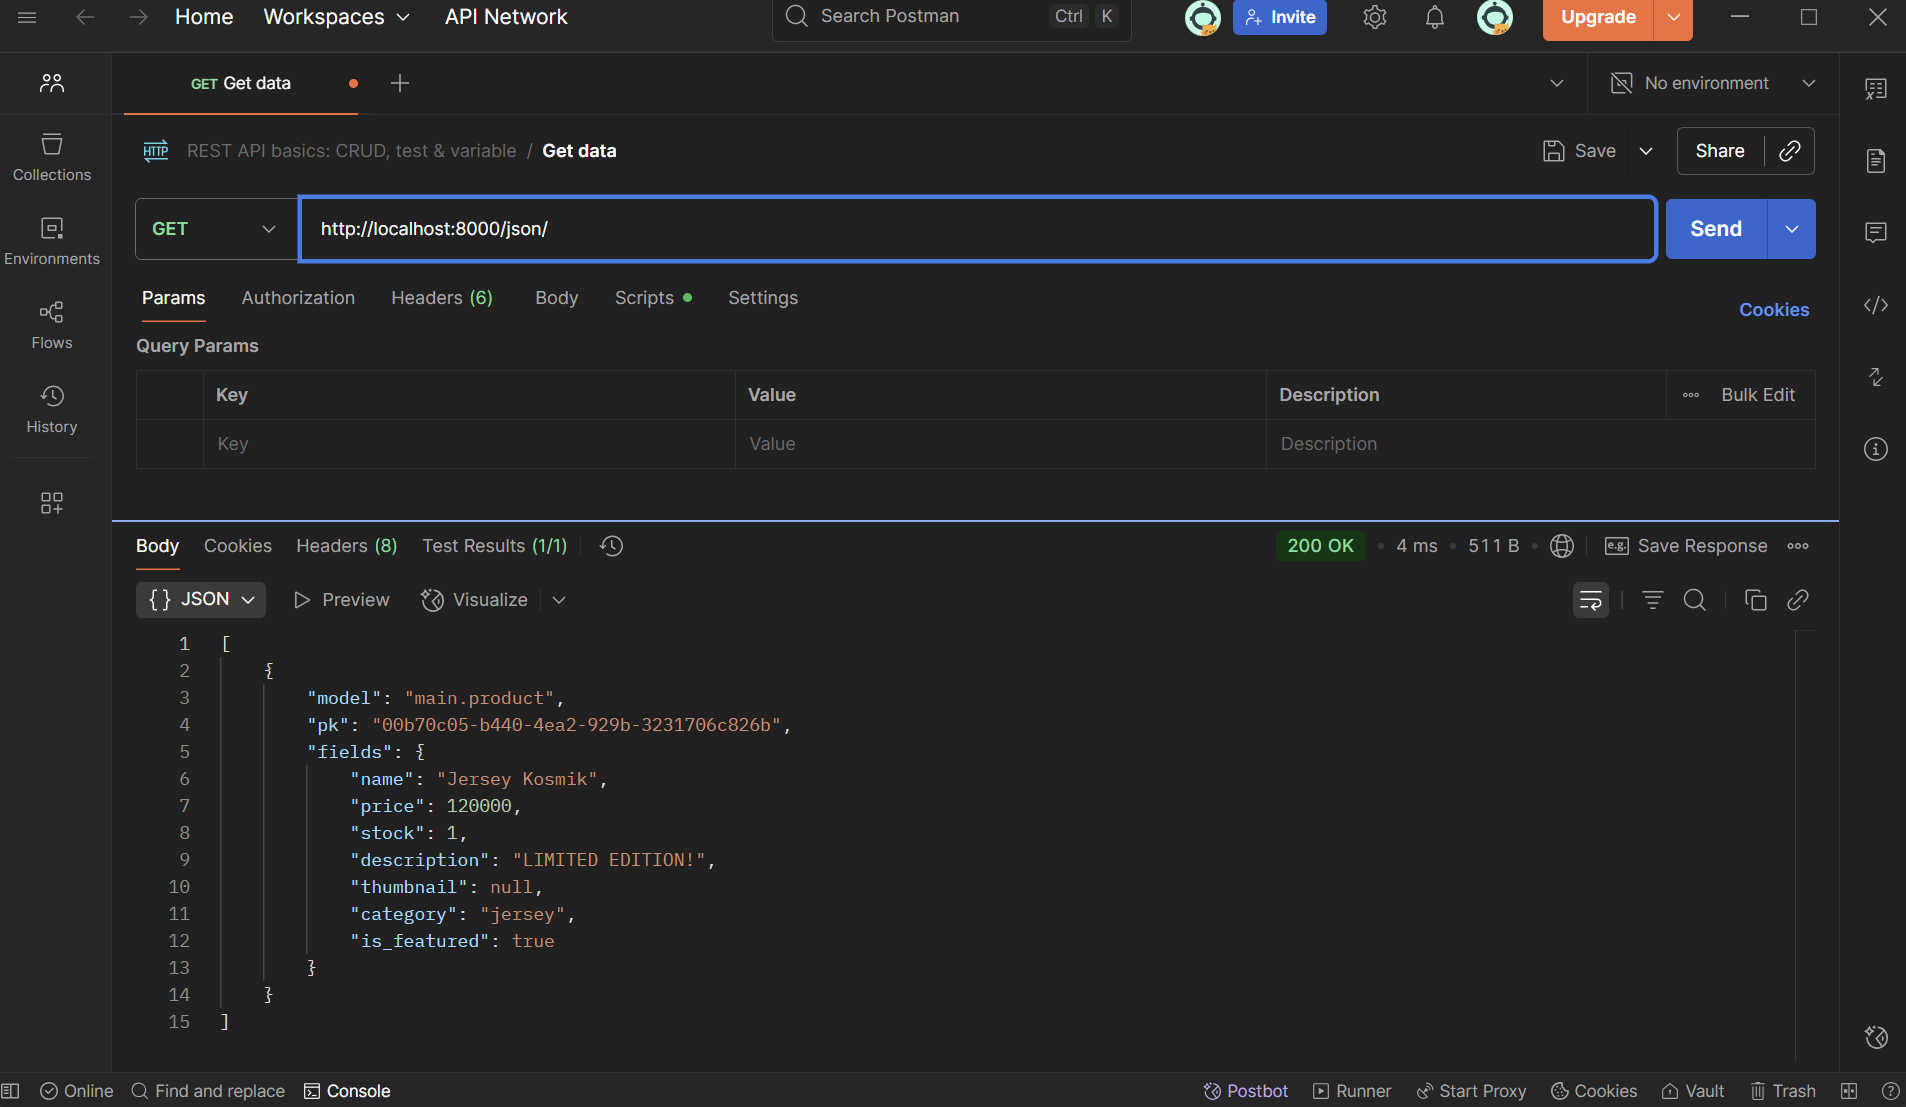 Home Workspaces API Network Search Postman Ctrl K Invite Upgrade
GET Get data No environment
HTTP REST API basics: CRUD, test & variable / Get data Save Share
GET http://localhost:8000/json/ Send
Params Authorization Headers (6) Body Scripts Settings Cookies
Query Params
Key Value Description Bulk Edit
Key Value Description
Collections
Environments
Flows
History
Body Cookies Headers (8) Test Results (1/1) 200 OK 4 ms 511 B e.g. Save Response
{} JSON Preview Visualize
1 [
2 {
3 "model": "main.product",
4 "pk": "00b70c05-b440-4ea2-929b-3231706c826b",
5 "fields": {
6 "name": "Jersey Kosmik",
7 "price": 120000,
8 "stock": 1,
9 "description": "LIMITED EDITION!",
10 "thumbnail": null,
11 "category": "jersey",
12 "is_featured": true
13 }
14 }
15 ]
Online Find and replace Console Postbot Runner Start Proxy Cookies Vault Trash